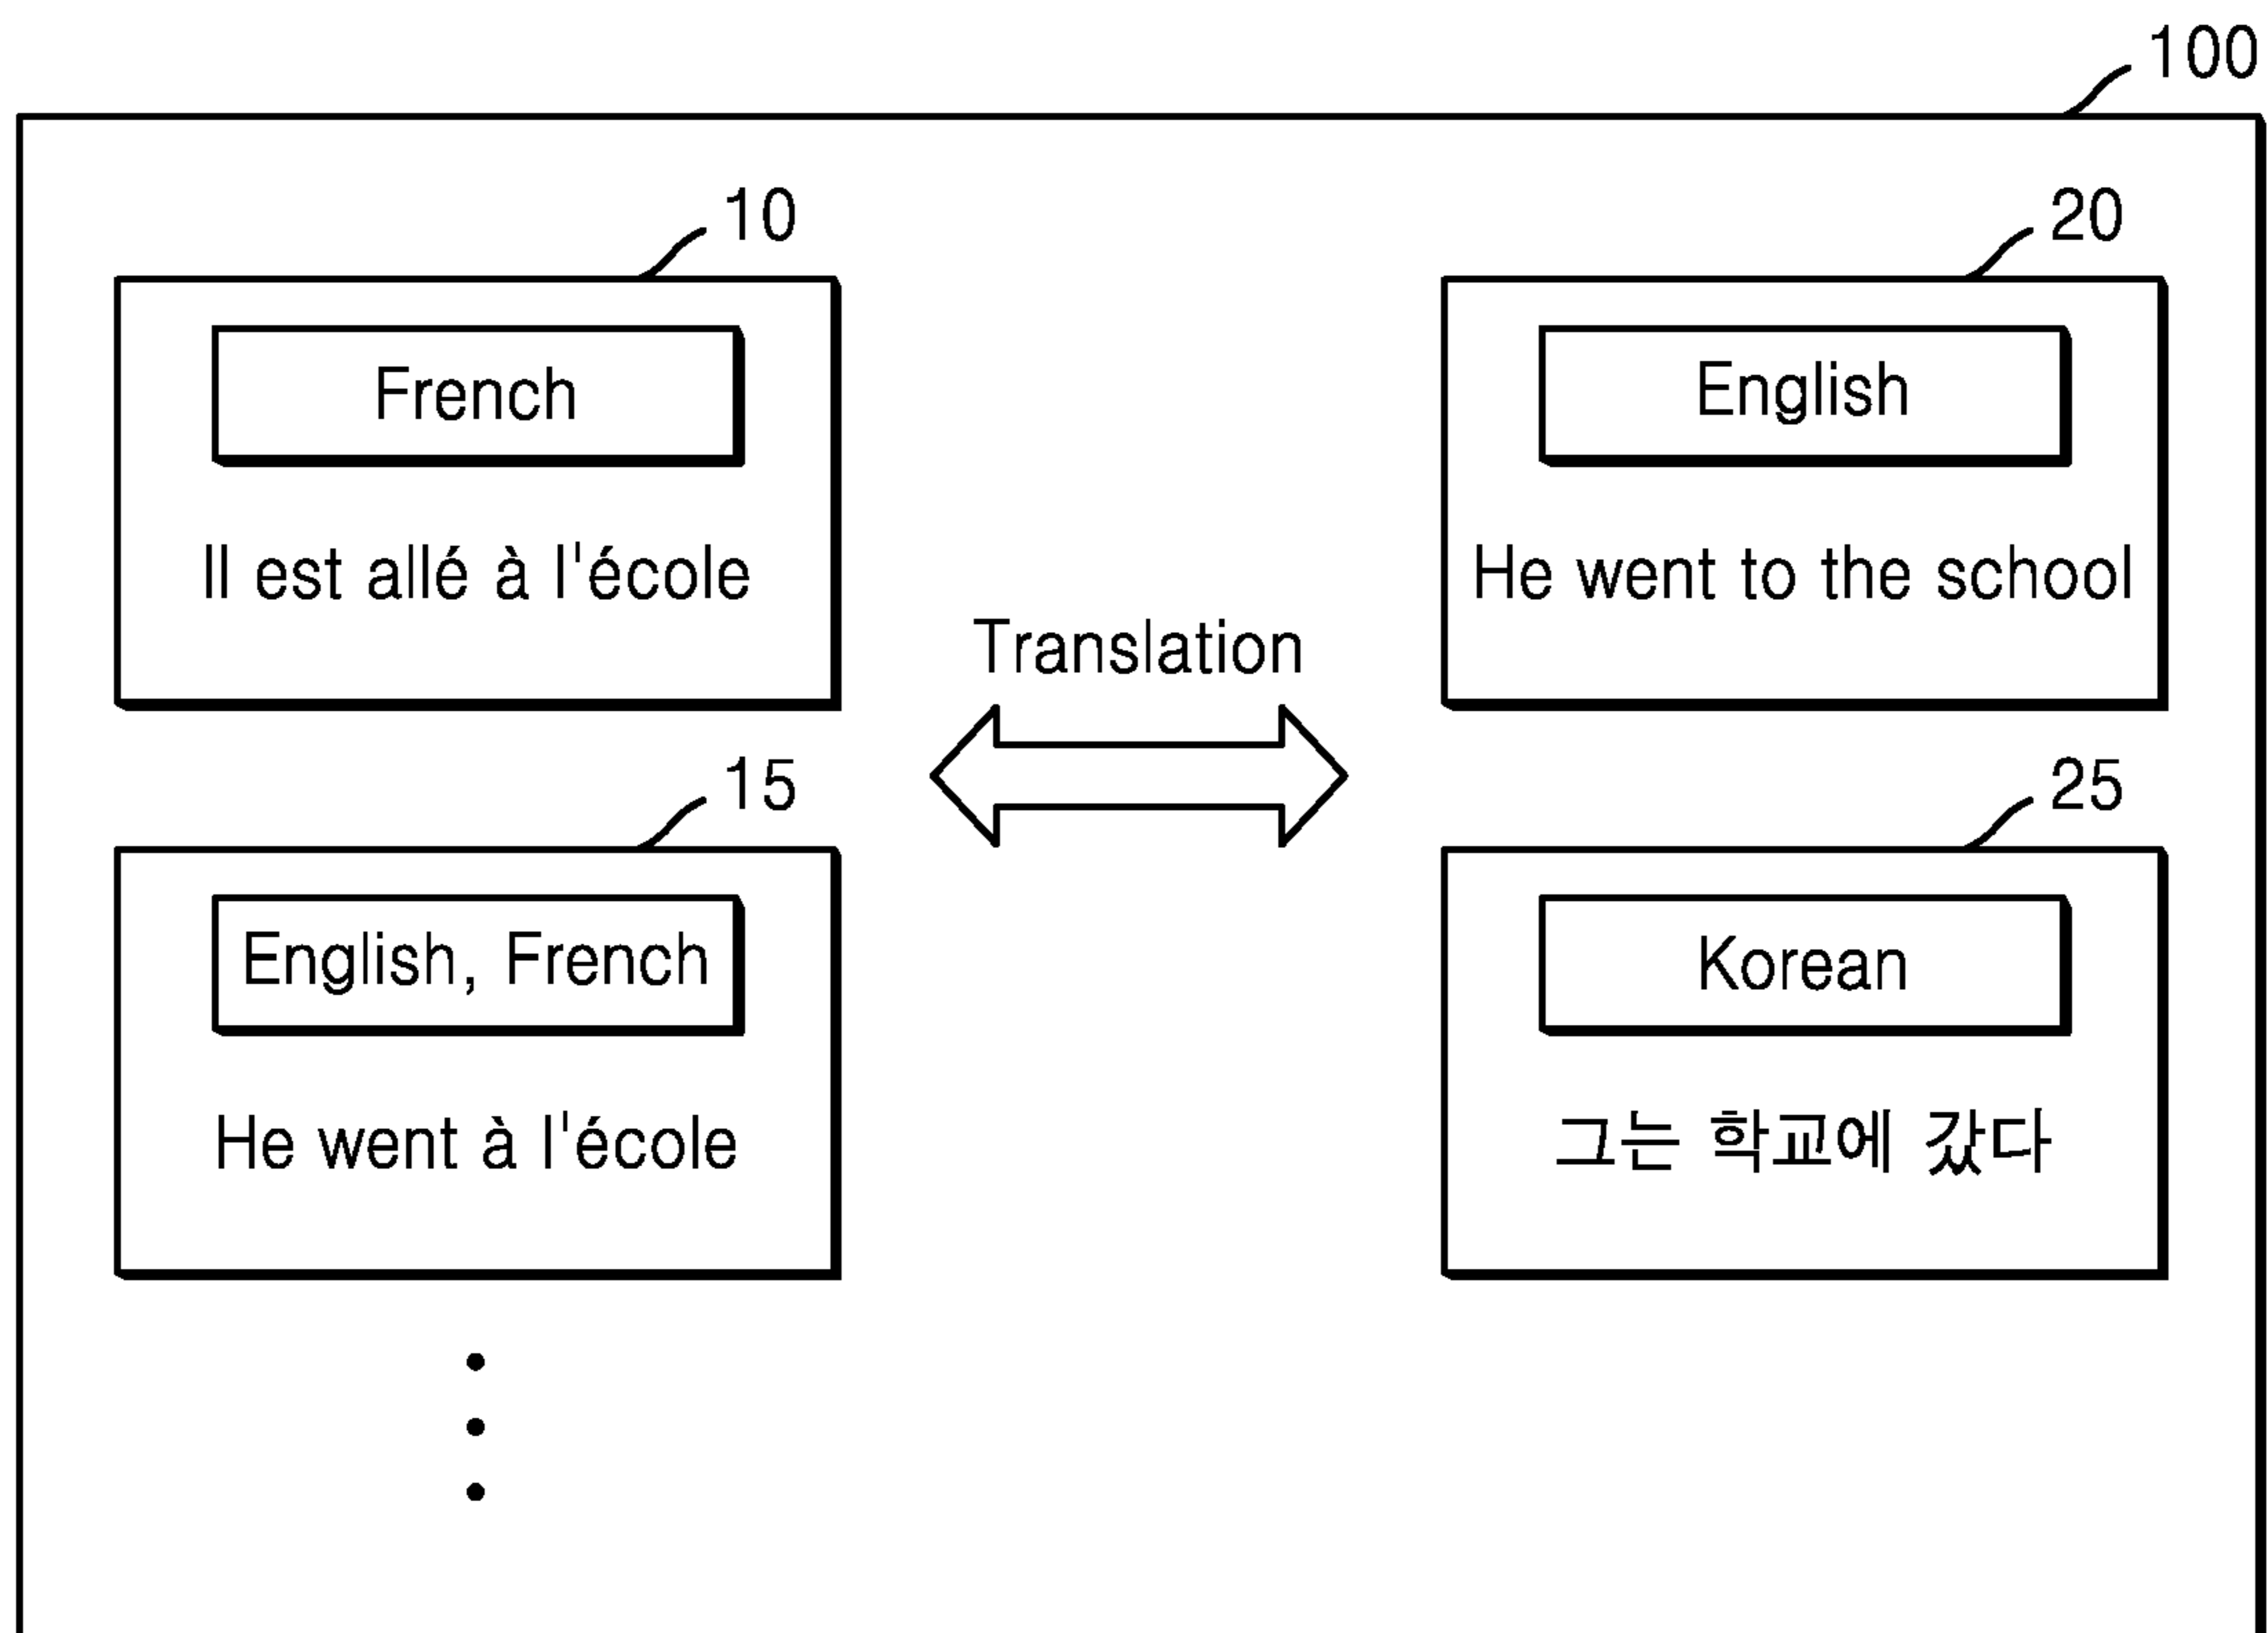 100
10
French
Il est allé à l'école
20
English
He went to the school
Translation
15
English, French
He went à l'école
25
Korean
그는 학교에 갔다